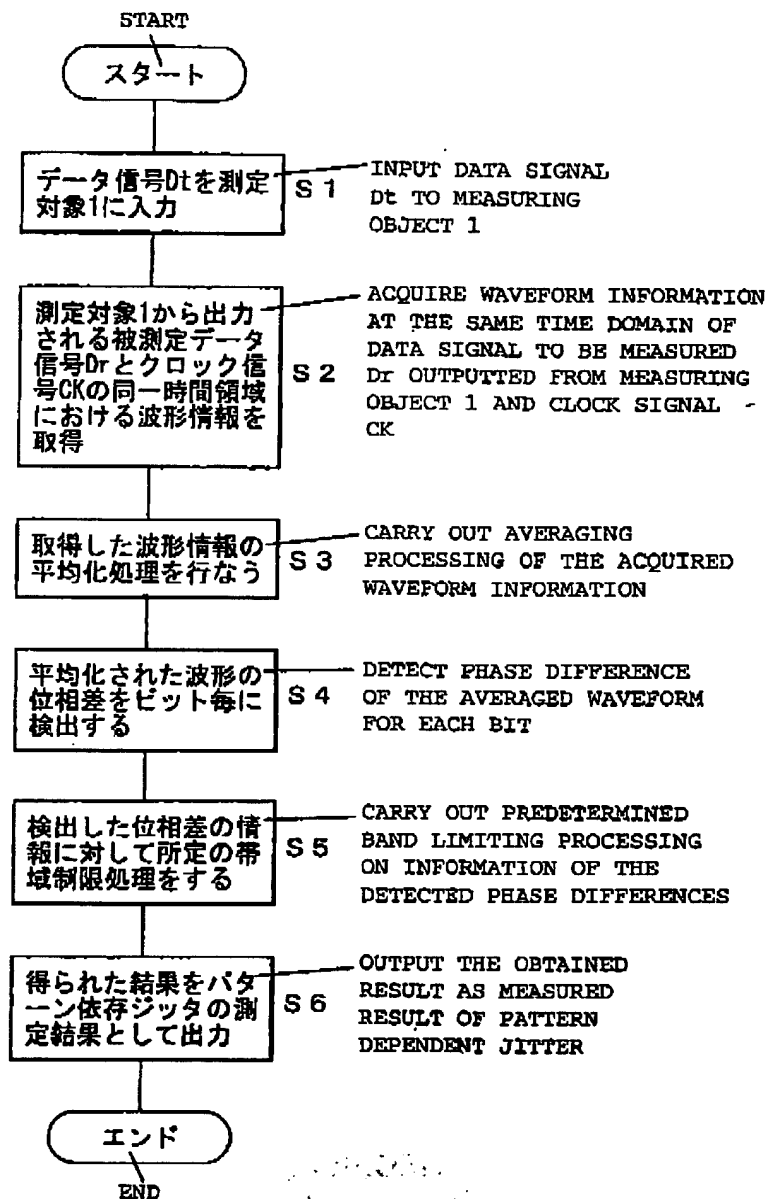 START
スタート
データ信号Dtを測定
対象1に入力
S1
INPUT DATA SIGNAL
Dt TO MEASURING
OBJECT 1
測定対象1から出力
される被測定データ
信号Drとクロック信
号CKの同一時間領域
における波形情報を
取得
S2
ACQUIRE WAVEFORM INFORMATION
AT THE SAME TIME DOMAIN OF
DATA SIGNAL TO BE MEASURED
Dr OUTPUTTED FROM MEASURING
OBJECT 1 AND CLOCK SIGNAL -
CK
取得した波形情報の
平均化処理を行なう
S3
CARRY OUT AVERAGING
PROCESSING OF THE ACQUIRED
WAVEFORM INFORMATION
平均化された波形の
位相差をビット毎に
検出する
S4
DETECT PHASE DIFFERENCE
OF THE AVERAGED WAVEFORM
FOR EACH BIT
検出した位相差の情
報に対して所定の帯
域制限処理をする
S5
CARRY OUT PREDETERMINED
BAND LIMITING PROCESSING
ON INFORMATION OF THE
DETECTED PHASE DIFFERENCES
得られた結果をパタ
ーン依存ジッタの測
定結果として出力
S6
OUTPUT THE OBTAINED
RESULT AS MEASURED
RESULT OF PATTERN
DEPENDENT JITTER
エンド
END